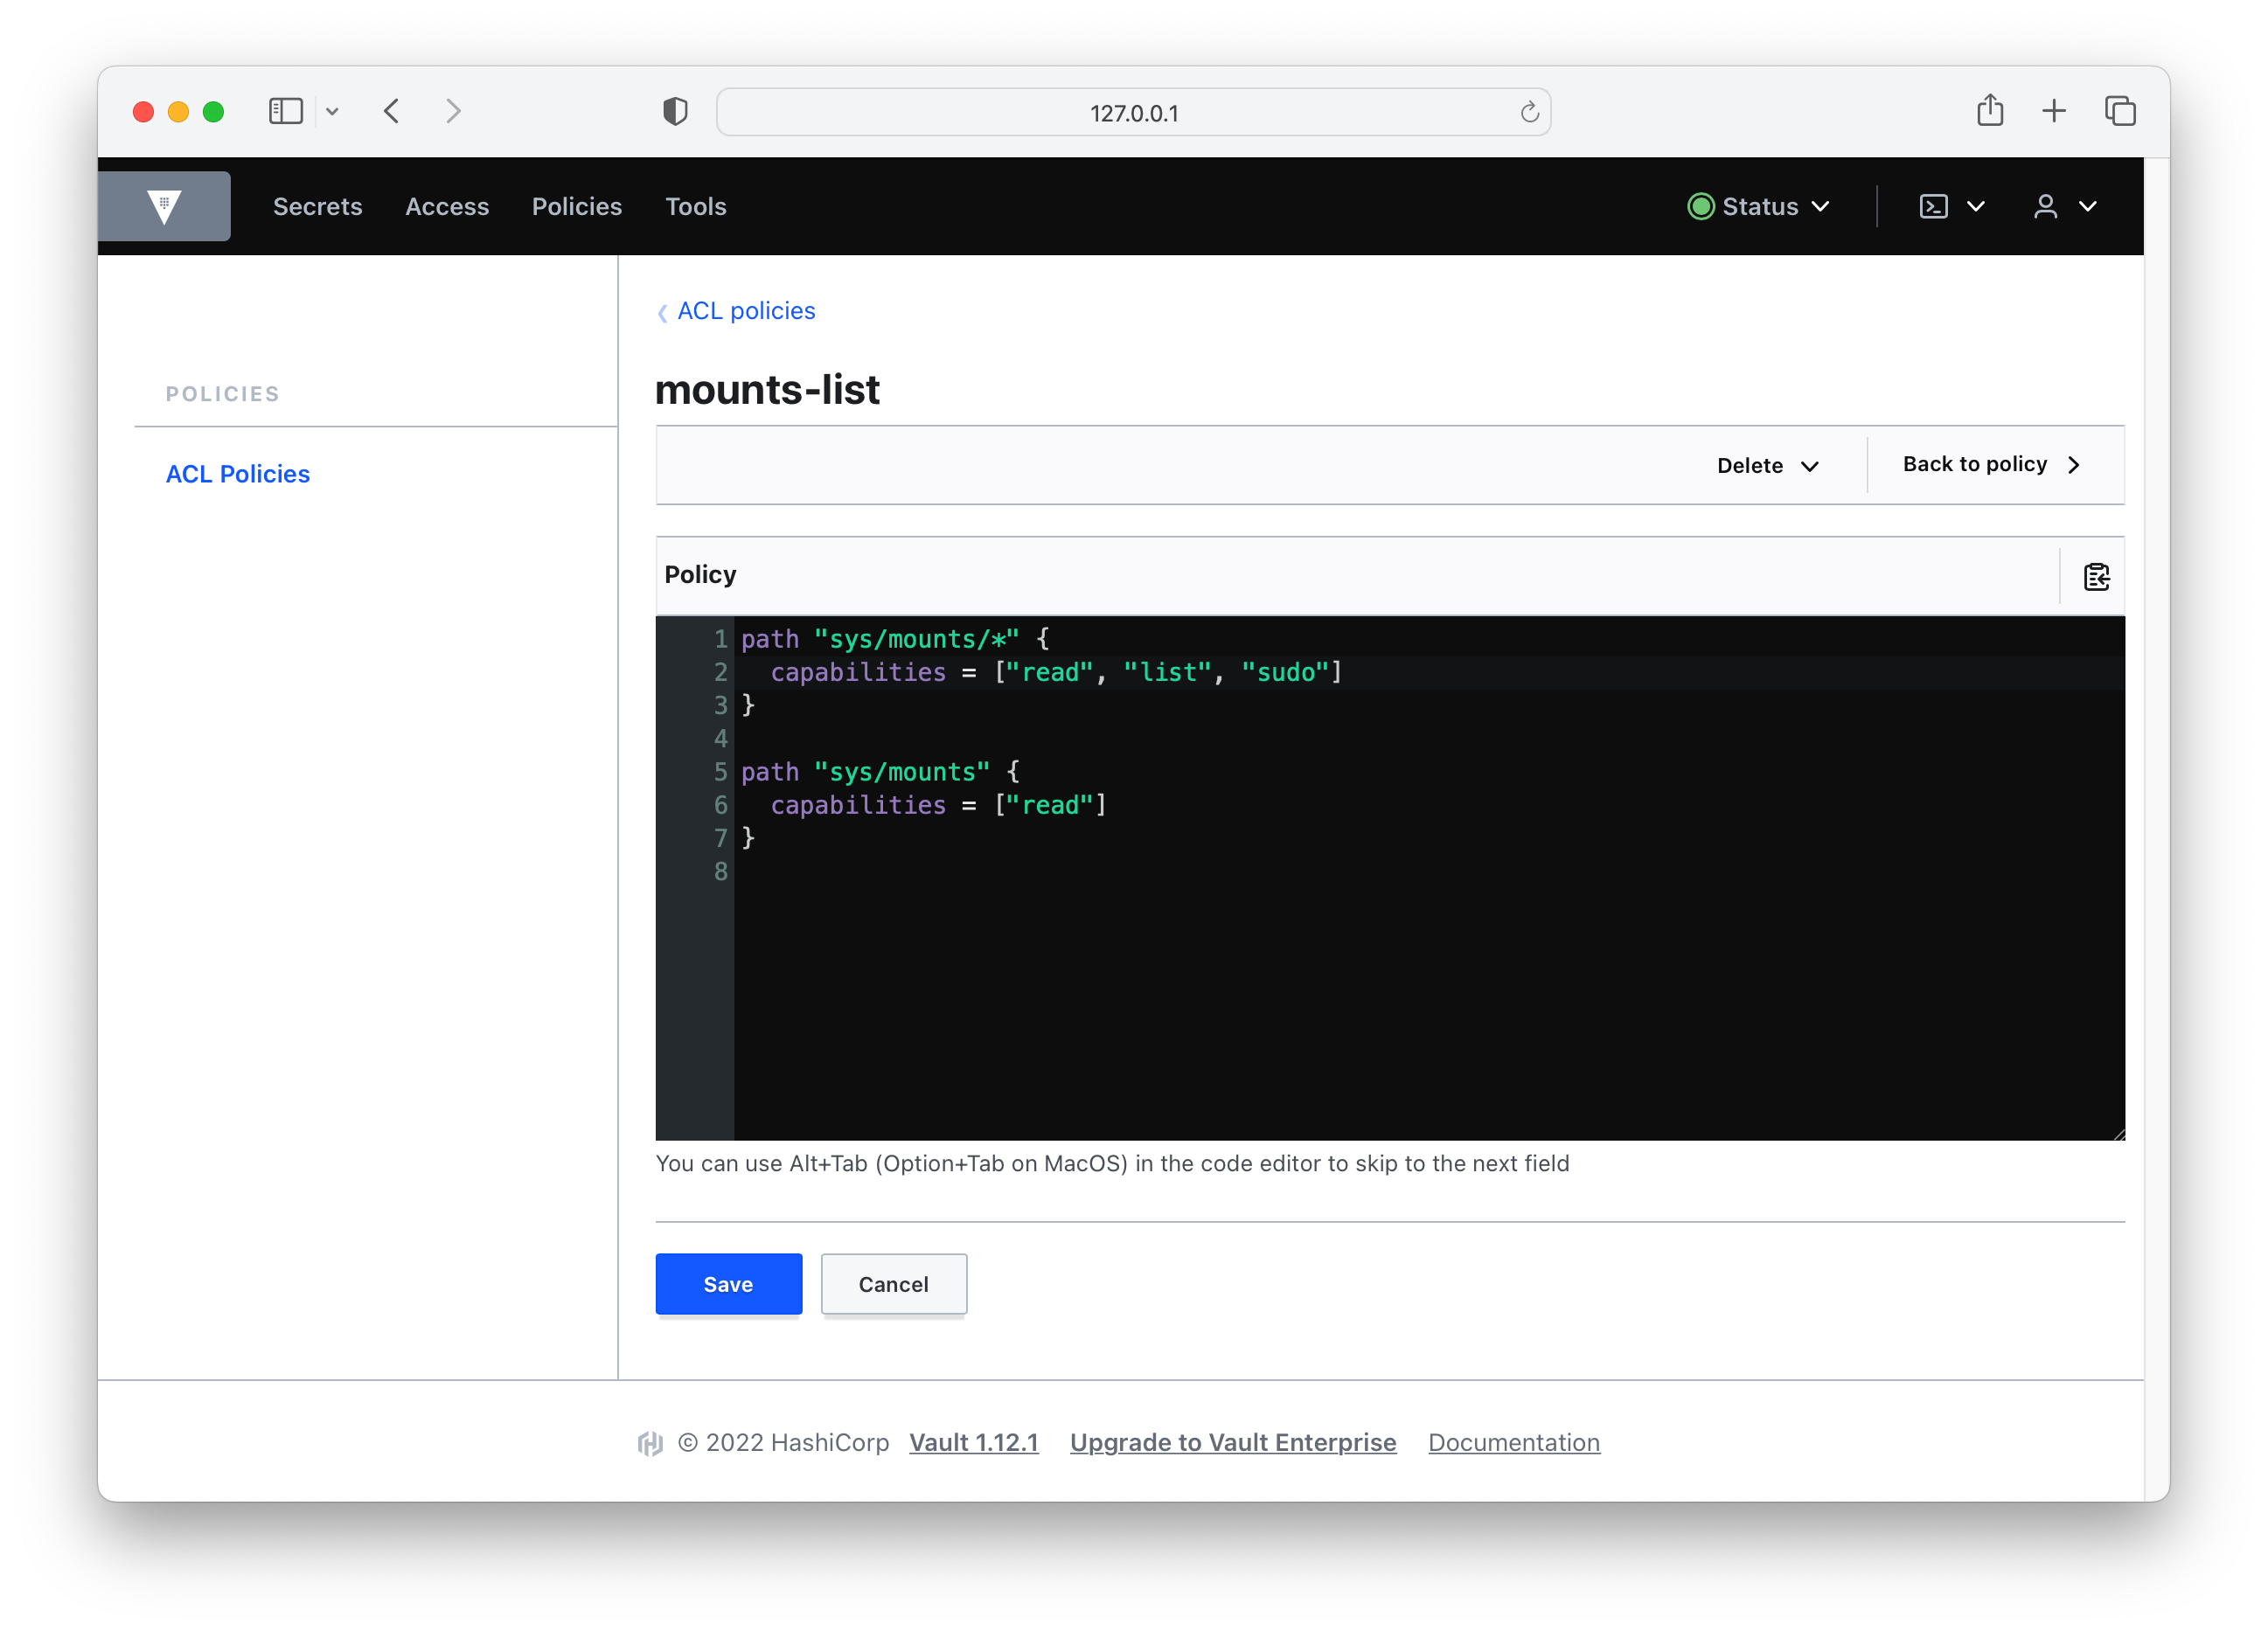 127.0.0.1
Secrets Access Policies Tools Status
ACL policies
POLICIES
ACL Policies
mounts-list
Delete Back to policy
Policy
1 path "sys/mounts/*" {
2   capabilities = ["read", "list", "sudo"]
3 }
4
5 path "sys/mounts" {
6   capabilities = ["read"]
7 }
8
You can use Alt+Tab (Option+Tab on MacOS) in the code editor to skip to the next field
Save Cancel
© 2022 HashiCorp Vault 1.12.1 Upgrade to Vault Enterprise Documentation